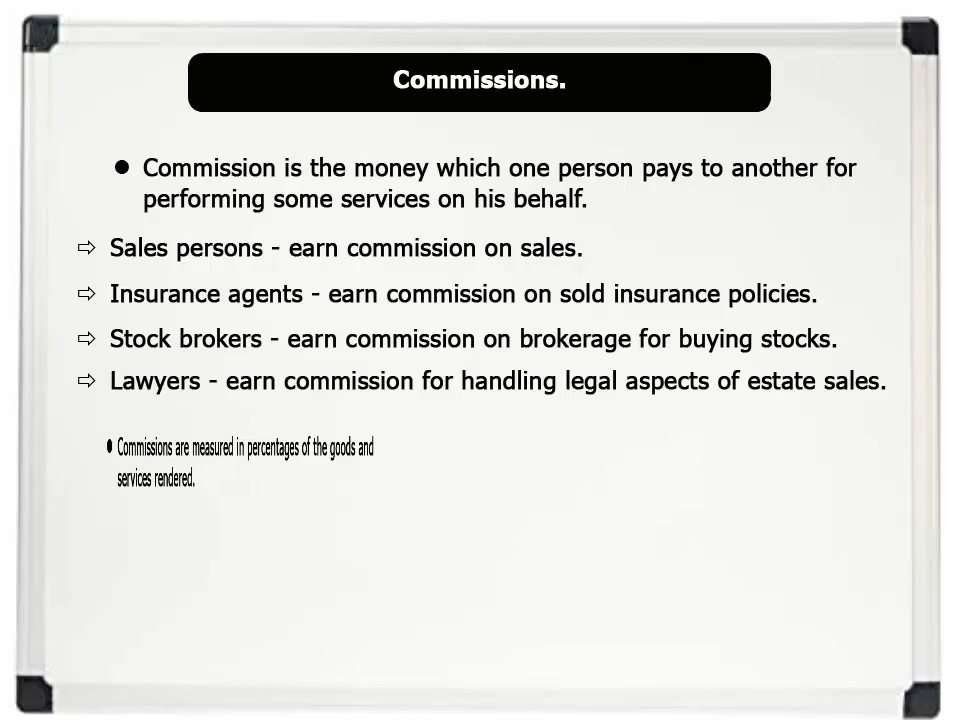 Commissions.
● Commission is the money which one person pays to another for
performing some services on his behalf.
⇨ Sales persons - earn commission on sales.
⇨ Insurance agents - earn commission on sold insurance policies.
⇨ Stock brokers - earn commission on brokerage for buying stocks.
⇨ Lawyers - earn commission for handling legal aspects of estate sales.
● Commissions are measured in percentages of the goods and
services rendered.